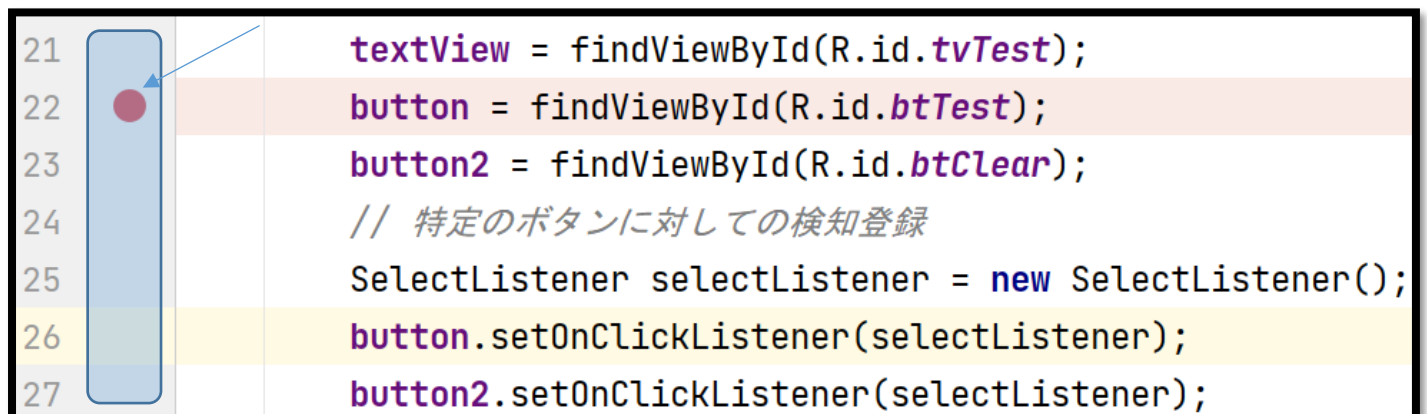 21 textView = findViewById(R.id.tvTest);
22 button = findViewById(R.id.btTest);
23 button2 = findViewById(R.id.btClear);
24 // 特定のボタンに対しての検知登録
25 SelectListener selectListener = new SelectListener();
26 button.setOnClickListener(selectListener);
27 button2.setOnClickListener(selectListener);